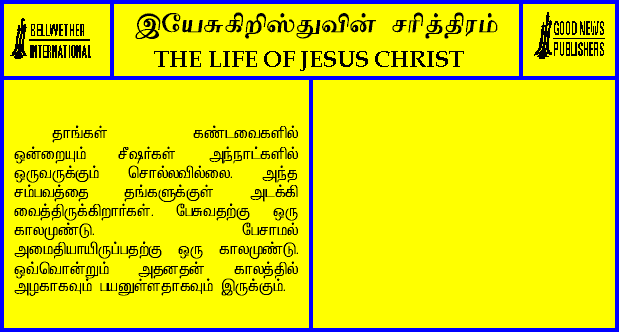 BELLWETHER
INTERNATIONAL
இயேசுகிறிஸ்துவின் சரித்திரம்
THE LIFE OF JESUS CHRIST
GOOD NEWS
PUBLISHERS
தாங்கள் கண்டவைகளில்
ஒன்றையும் சீஷர்கள் அந்நாட்களில்
ஒருவருக்கும் சொல்லவில்லை. அந்த
சம்பவத்தை தங்களுக்குள் அடக்கி
வைத்திருக்கிறார்கள். பேசுவதற்கு ஒரு
காலமுண்டு. பேசாமல்
அமைதியாயிருப்பதற்கு ஒரு காலமுண்டு.
ஒவ்வொன்றும் அதனதன் காலத்தில்
அழகாகவும் பயனுள்ளதாகவும் இருக்கும்.